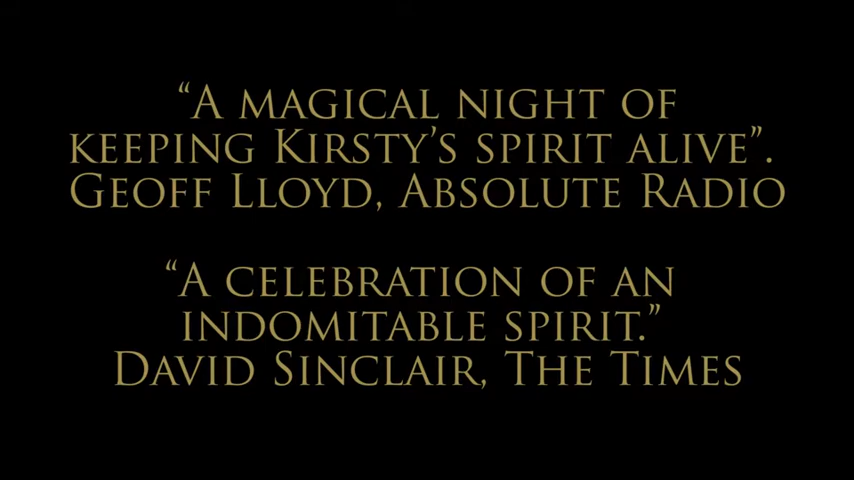 “A magical night of
keeping Kirsty’s spirit alive”.
Geoff Lloyd, Absolute Radio
“A celebration of an
indomitable spirit.”
David Sinclair, The Times